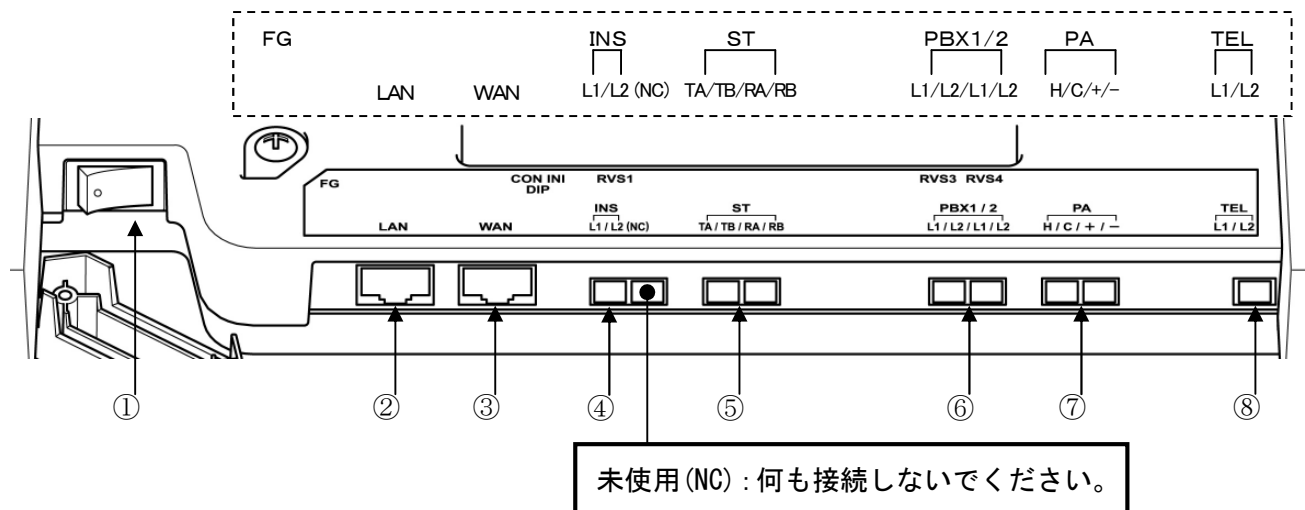 FG INS ST PBX1/2 PA TEL
LAN WAN L1/L2 (NC) TA/TB/RA/RB L1/L2/L1/L2 H/C/+/− L1/L2
FG CON INI RVS1 RVS3 RVS4
DIP
INS ST PBX1 / 2 PA TEL
LAN WAN L1 / L2 (NC) TA / TB / RA / RB L1 / L2 / L1 / L2 H / C / + / − L1 / L2
① ② ③ ④ ⑤ ⑥ ⑦ ⑧
未使用(NC)：何も接続しないでください。